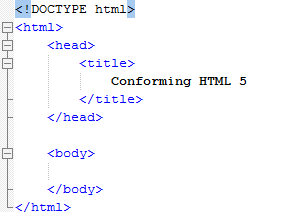 <!DOCTYPE html>
<html>
<head>
<title>
Conforming HTML 5
</title>
</head>
<body>
</body>
</html>